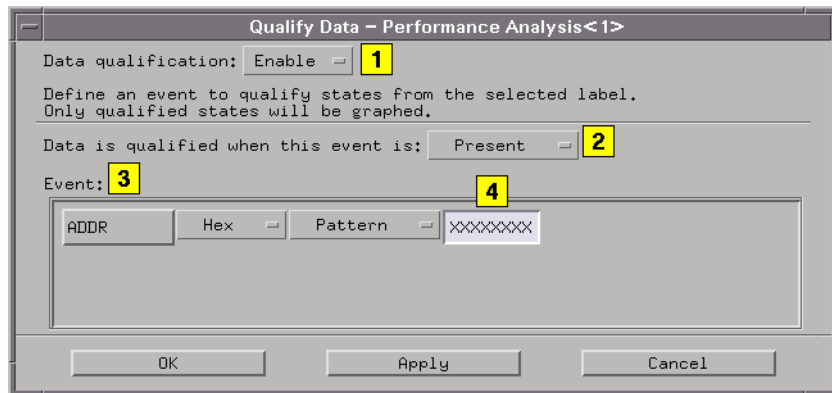 Qualify Data – Performance Analysis<1>
Data qualification: Enable 1
Define an event to qualify states from the selected label.
Only qualified states will be graphed.
Data is qualified when this event is: Present 2
Event: 3
4
ADDR Hex Pattern XXXXXXXX
OK Apply Cancel